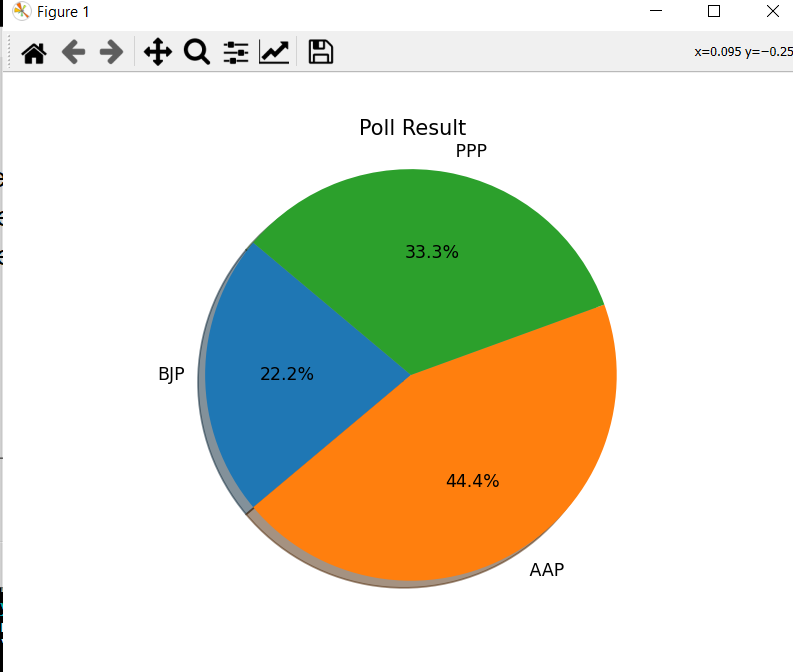 Figure 1
x=0.095 y=−0.25
Poll Result
PPP
33.3%
BJP
22.2%
44.4%
AAP